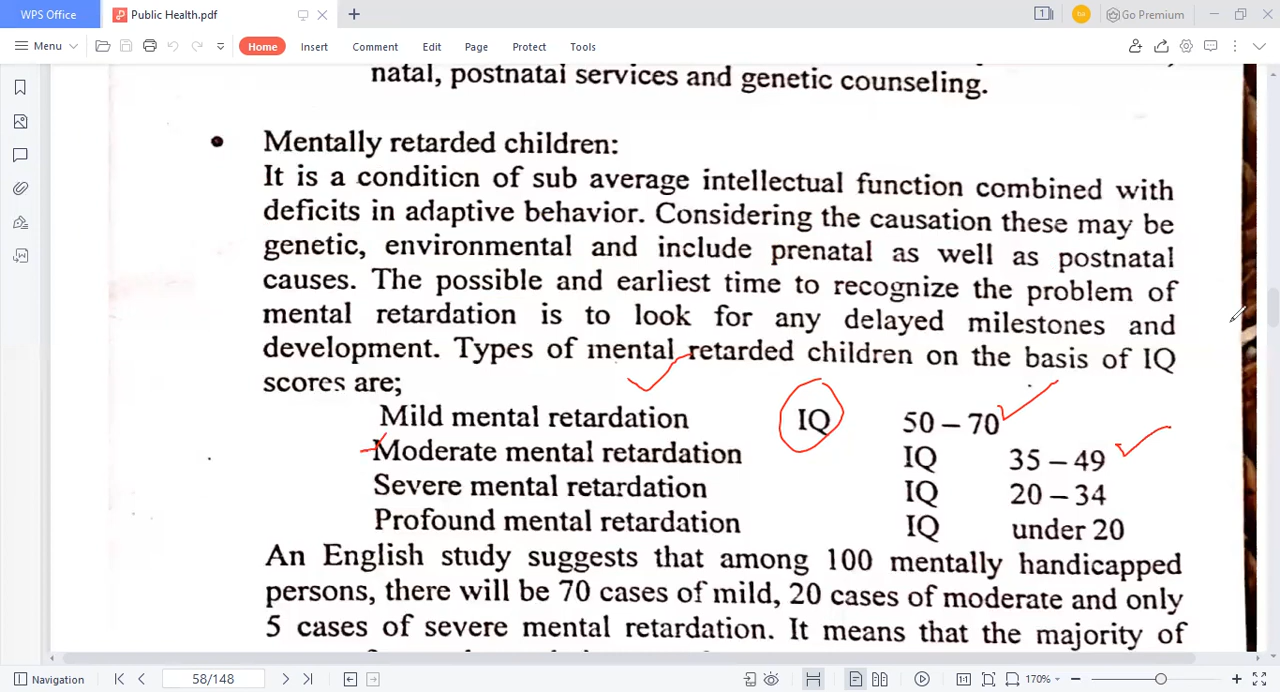 WPS Office
Public Health.pdf
1
Go Premium
Menu
Home
Insert
Comment
Edit
Page
Protect
Tools
natal, postnatal services and genetic counseling.
• Mentally retarded children:
It is a condition of sub average intellectual function combined with
deficits in adaptive behavior. Considering the causation these may be
genetic, environmental and include prenatal as well as postnatal
causes. The possible and earliest time to recognize the problem of
mental retardation is to look for any delayed milestones and
development. Types of mental retarded children on the basis of IQ
scores are;
Mild mental retardation IQ 50 – 70
Moderate mental retardation IQ 35 – 49
Severe mental retardation IQ 20 – 34
Profound mental retardation IQ under 20
An English study suggests that among 100 mentally handicapped
persons, there will be 70 cases of mild, 20 cases of moderate and only
5 cases of severe mental retardation. It means that the majority of
Navigation
58/148
170%